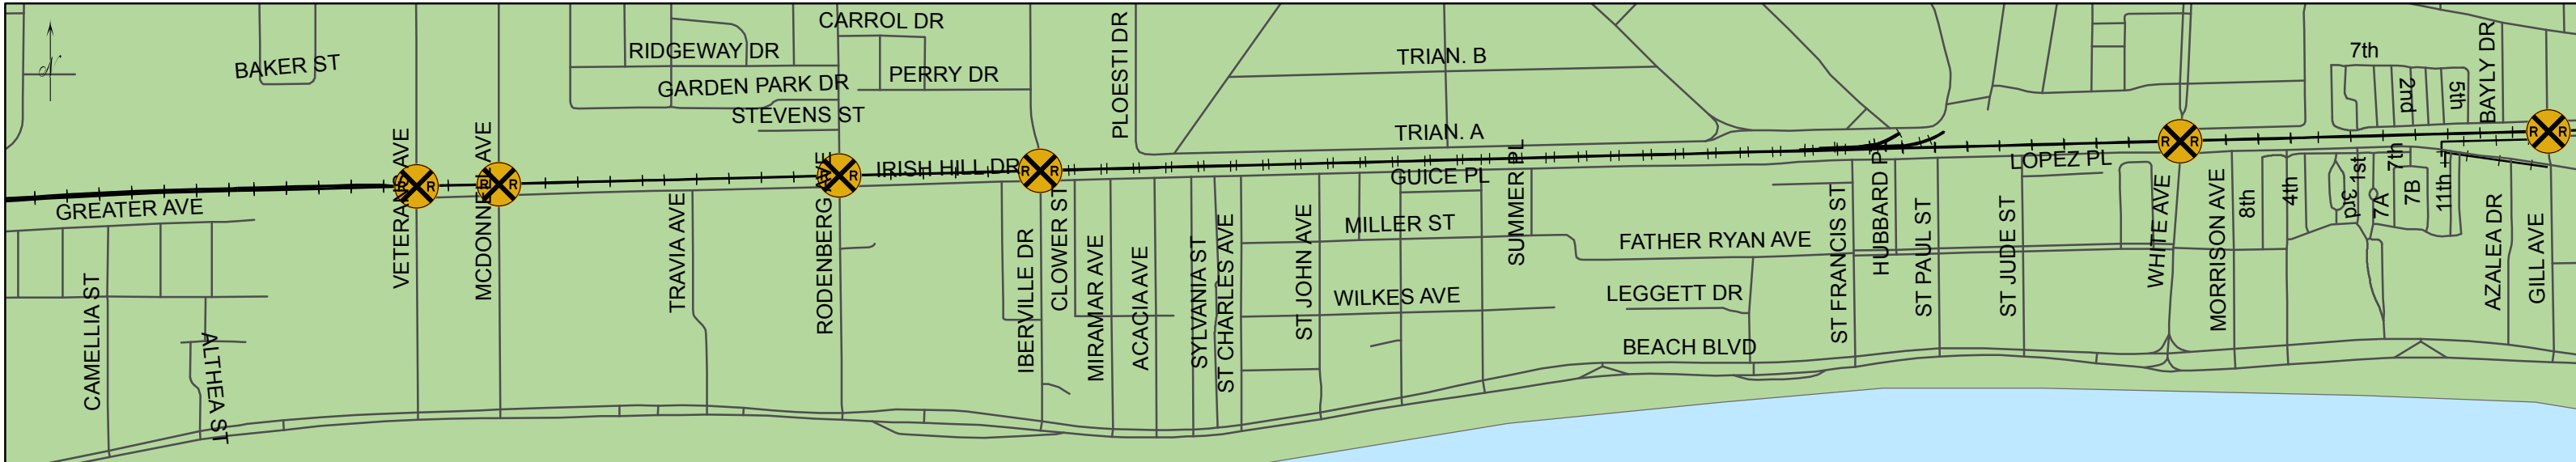 N
BAKER ST
CARROL DR
RIDGEWAY DR
GARDEN PARK DR
PERRY DR
STEVENS ST
PLOESTI DR
TRIAN. B
TRIAN. A
7th
2nd
5th
BAYLY DR
R R
R R
R R
R R
R R
R R
IRISH HILL DR
GUICE PL
LOPEZ PL
GREATER AVE
VETERANS AVE
MCDONNELL AVE
TRAVIA AVE
RODENBERG AVE
IBERVILLE DR
CLOWER ST
MIRAMAR AVE
ACACIA AVE
SYLVANIA ST
ST CHARLES AVE
ST JOHN AVE
MILLER ST
WILKES AVE
SUMMER PL
FATHER RYAN AVE
LEGGETT DR
BEACH BLVD
ST FRANCIS ST
HUBBARD PL
ST PAUL ST
ST JUDE ST
WHITE AVE
MORRISON AVE
8th
4th
3rd
1st
7A
7th
7B
11th
AZALEA DR
GILL AVE
CAMELLIA ST
ALTHEA ST